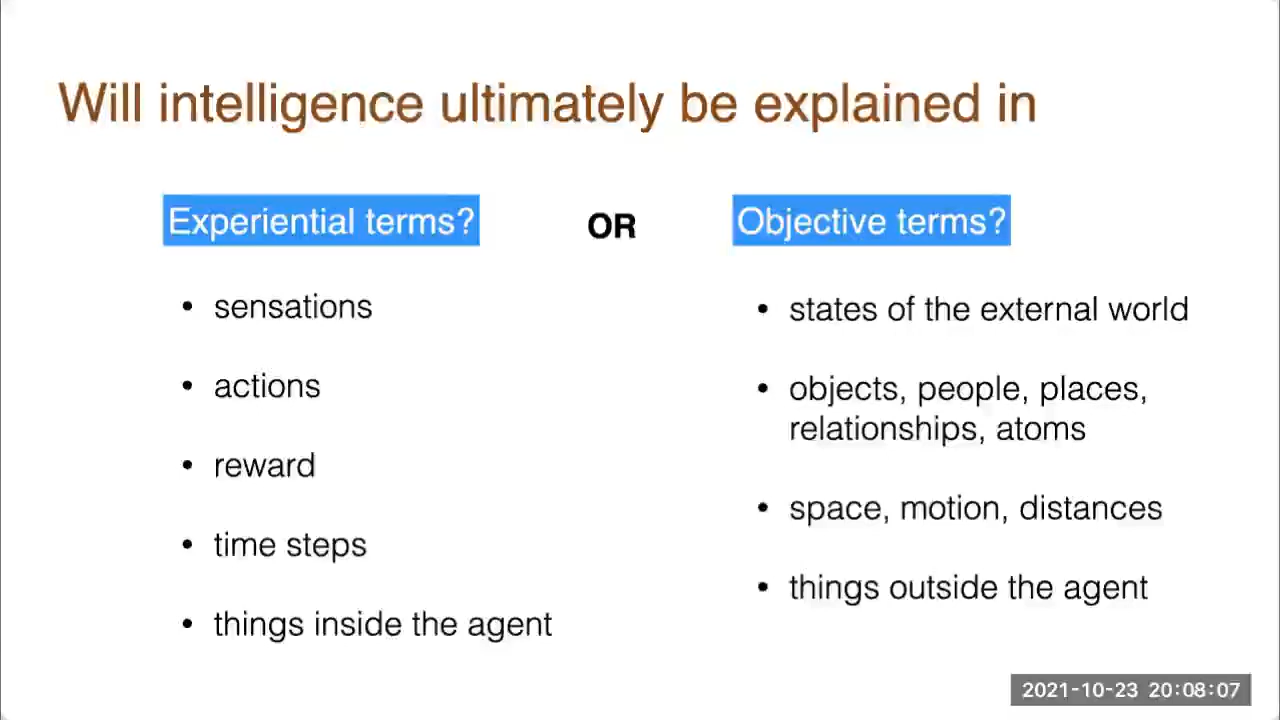 Will intelligence ultimately be explained in
Experiential terms?
OR
Objective terms?
• sensations
• actions
• reward
• time steps
• things inside the agent
• states of the external world
• objects, people, places,
relationships, atoms
• space, motion, distances
• things outside the agent
2021-10-23 20:08:07